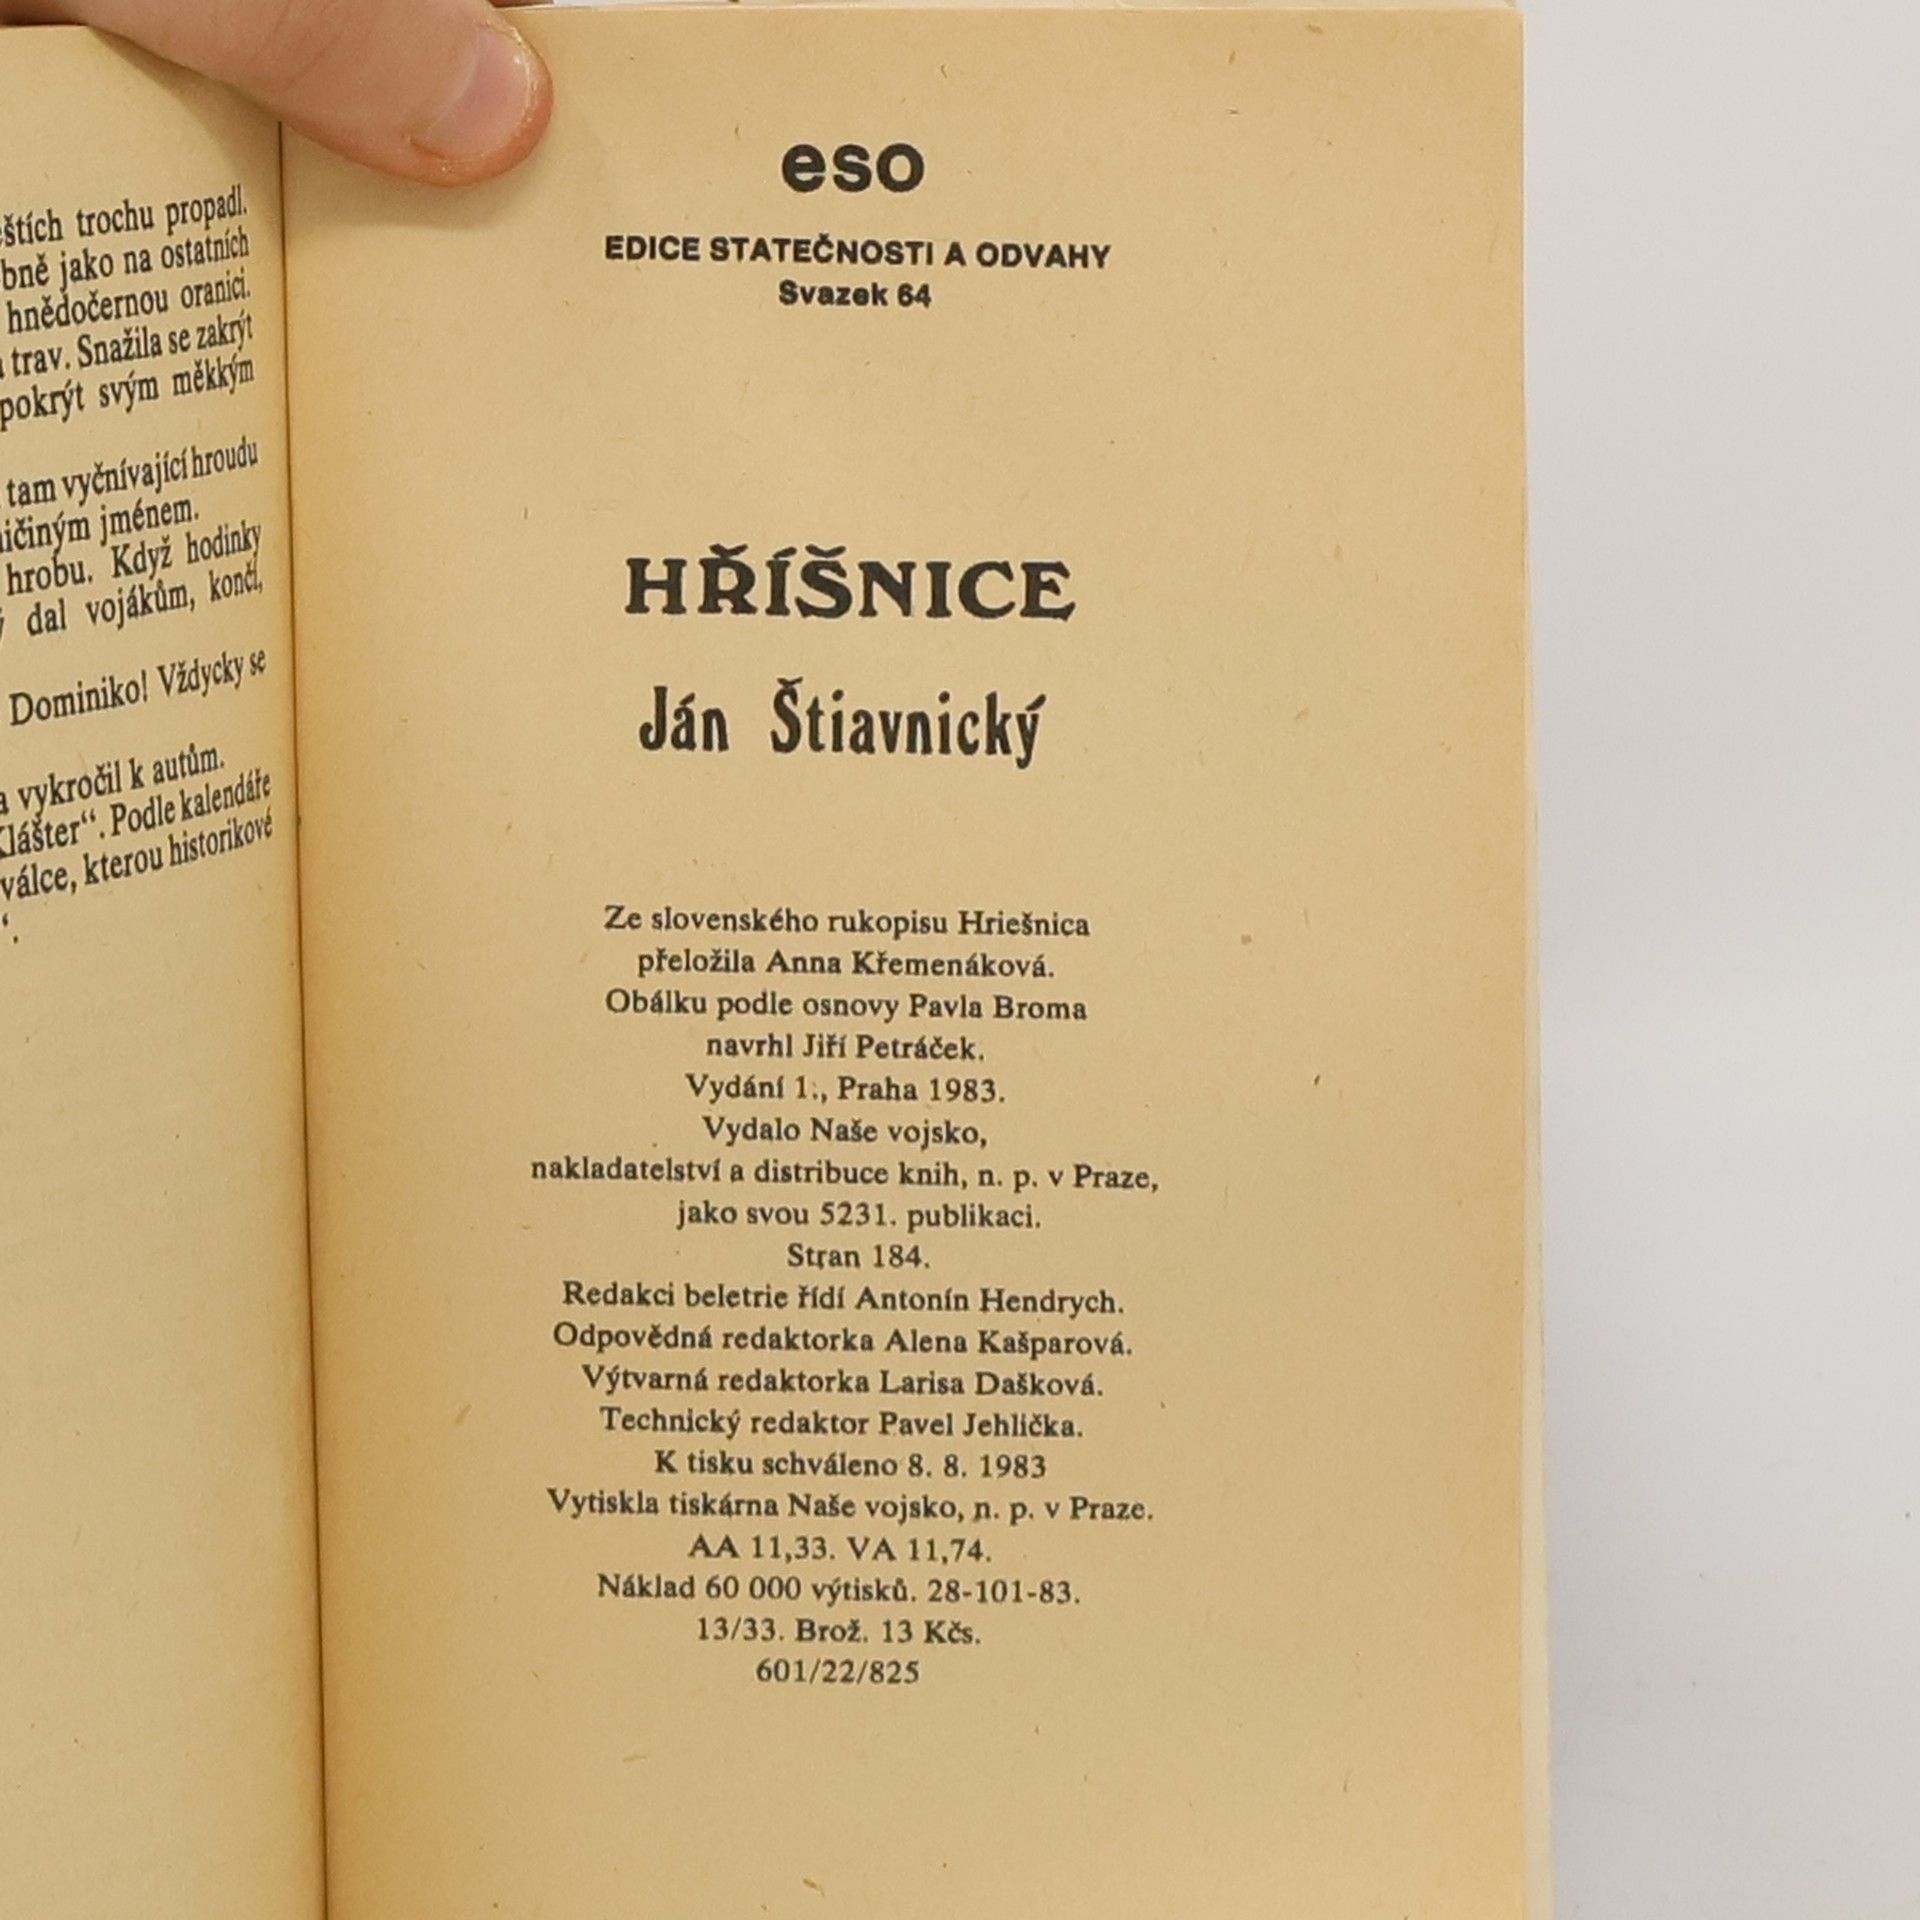 trochu propadl.
jako na ostatních
hnědočernou oranici.
trav. Snažila se zakrýt
pokrýt svým měkkým
tam vyčnívající hroudu
jménem.
hrobu. Když hodinky
dal vojákům, končí,
Dominiko! Vždycky se
vykročil k autům.
Klášter“. Podle kalendáře
válce, kterou historikové
“.
eso
EDICE STATEČNOSTI A ODVAHY
Svazek 64
HŘÍŠNICE
Ján Štiavnický
Ze slovenského rukopisu Hriešnica
přeložila Anna Křemenáková.
Obálku podle osnovy Pavla Broma
navrhl Jiří Petráček.
Vydání 1., Praha 1983.
Vydalo Naše vojsko,
nakladatelství a distribuce knih, n. p. v Praze,
jako svou 5231. publikaci.
Stran 184.
Redakci beletrie řídí Antonín Hendrych.
Odpovědná redaktorka Alena Kašparová.
Výtvarná redaktorka Larisa Dašková.
Technický redaktor Pavel Jehlička.
K tisku schváleno 8. 8. 1983
Vytiskla tiskárna Naše vojsko, n. p. v Praze.
AA 11,33. VA 11,74.
Náklad 60 000 výtisků. 28-101-83.
13/33. Brož. 13 Kčs.
601/22/825